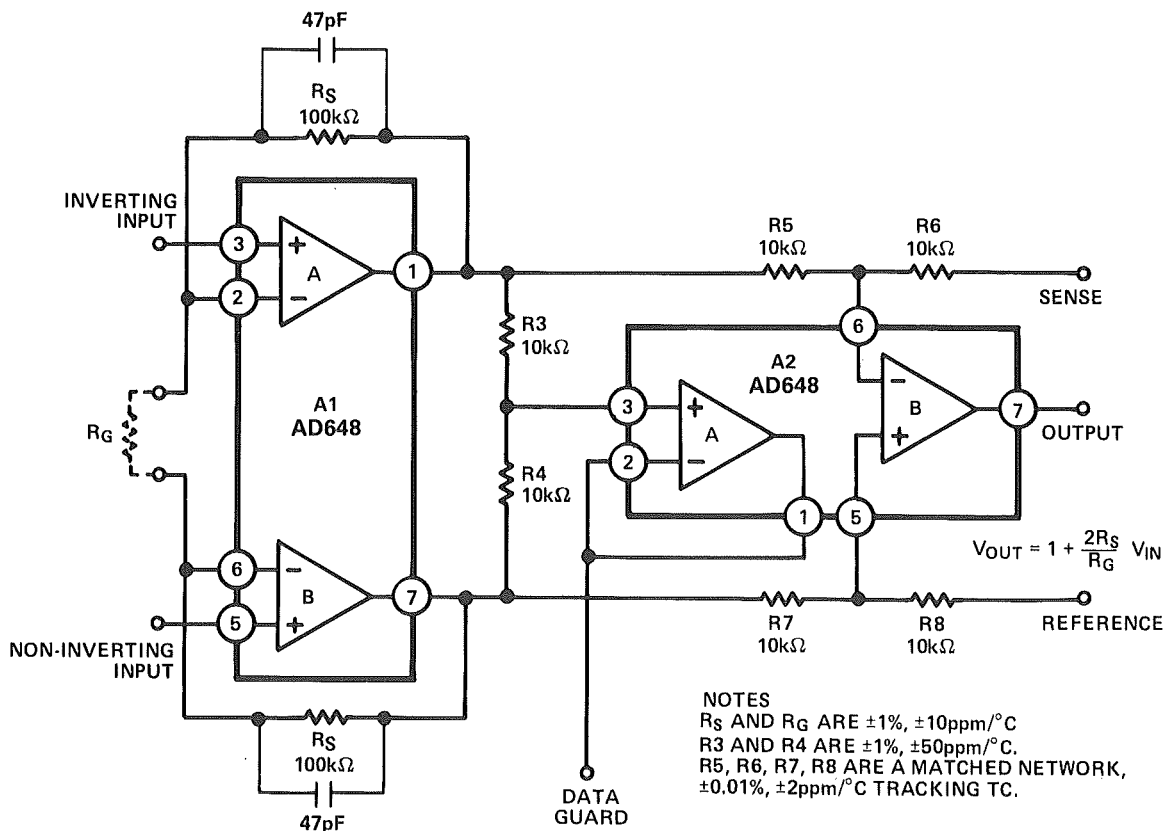 47pF
RS
100kΩ
INVERTING
INPUT
3
+
A
1
2
−
R5
10kΩ
R6
10kΩ
SENSE
R3
10kΩ
6
A2
AD648
3
+
A
2
−
−
B
+
7
OUTPUT
A1
AD648
RG
R4
10kΩ
1
5
VOUT = 1 + 2RS/RG VIN
6
−
B
7
5
+
NON-INVERTING
INPUT
R7
10kΩ
R8
10kΩ
REFERENCE
RS
100kΩ
47pF
DATA
GUARD
NOTES
RS AND RG ARE ±1%, ±10ppm/°C
R3 AND R4 ARE ±1%, ±50ppm/°C.
R5, R6, R7, R8 ARE A MATCHED NETWORK,
±0.01%, ±2ppm/°C TRACKING TC.